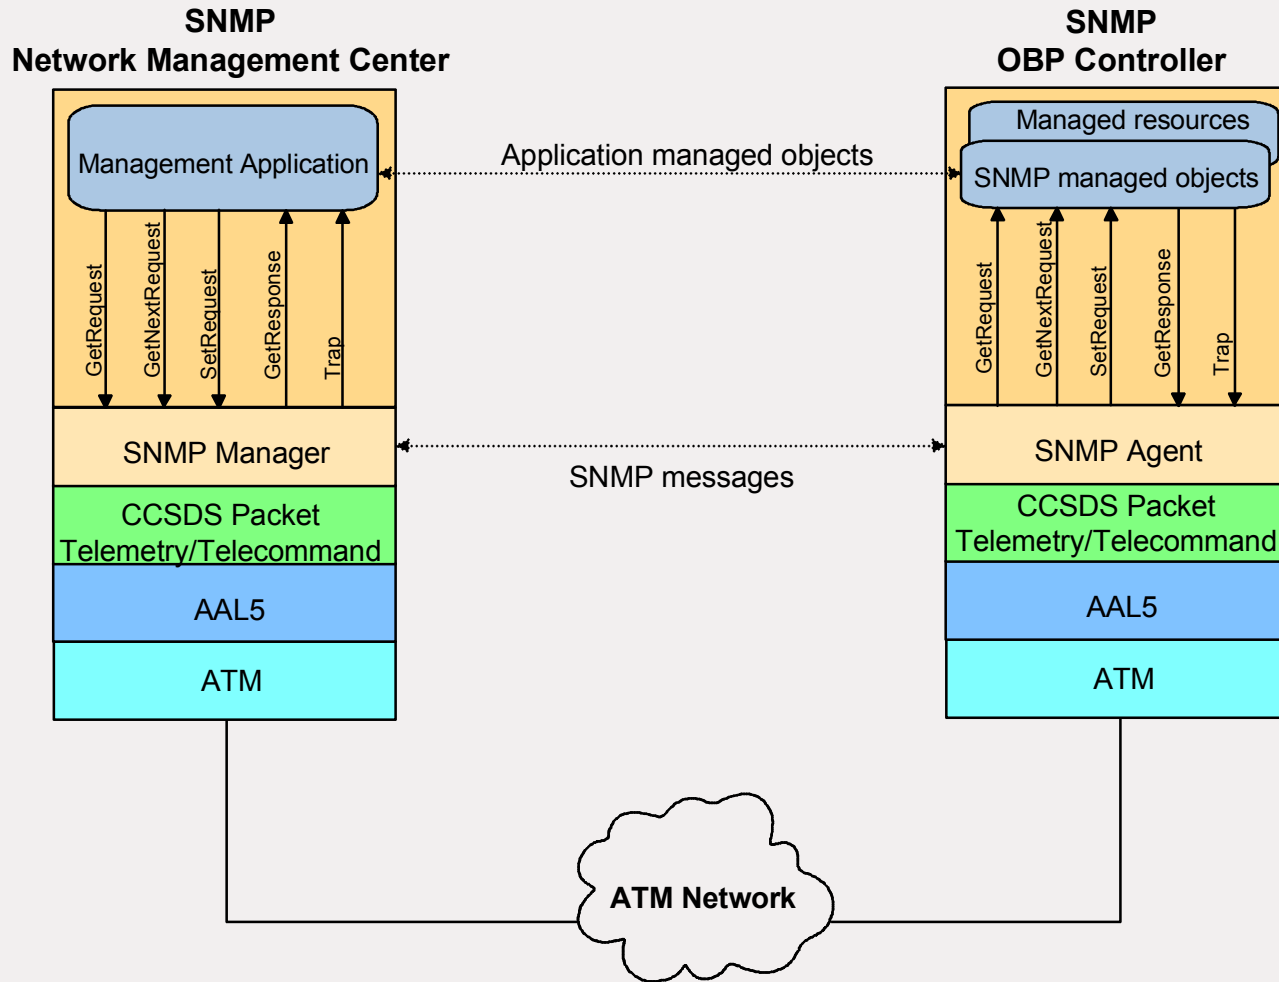 SNMP
Network Management Center
SNMP
OBP Controller
Management Application
Application managed objects
Managed resources
SNMP managed objects
GetRequest
GetNextRequest
SetRequest
GetResponse
Trap
GetRequest
GetNextRequest
SetRequest
GetResponse
Trap
SNMP Manager
SNMP messages
SNMP Agent
CCSDS Packet
Telemetry/Telecommand
CCSDS Packet
Telemetry/Telecommand
AAL5
AAL5
ATM
ATM
ATM Network